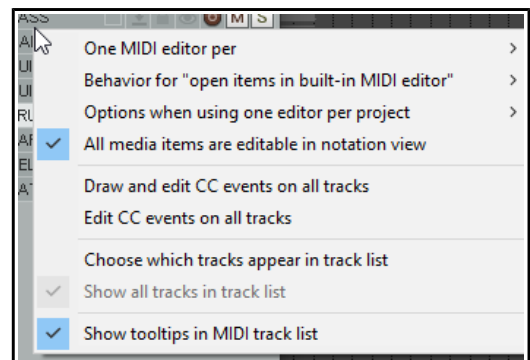 ASS M S
One MIDI editor per
Behavior for "open items in built-in MIDI editor"
Options when using one editor per project
All media items are editable in notation view
Draw and edit CC events on all tracks
Edit CC events on all tracks
Choose which tracks appear in track list
Show all tracks in track list
Show tooltips in MIDI track list